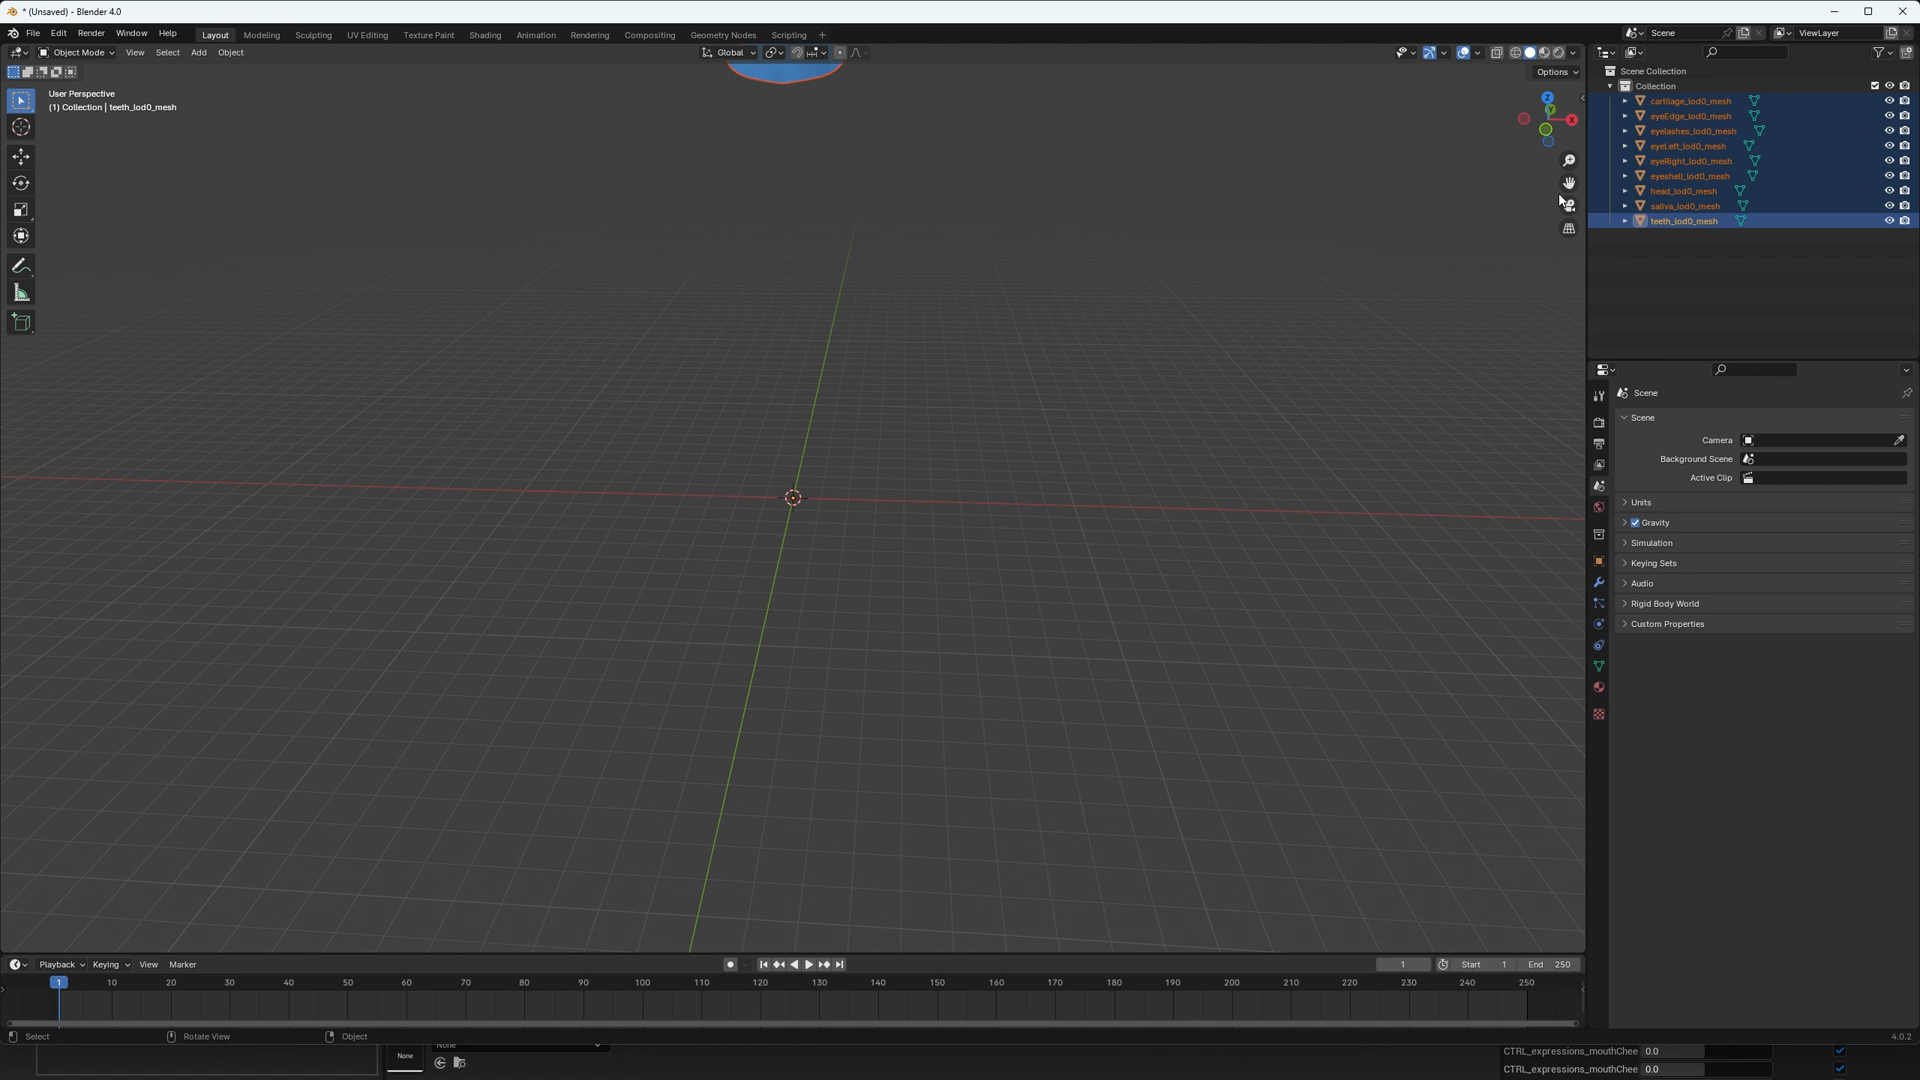 * (Unsaved) - Blender 4.0
File Edit Render Window Help Layout Modeling Sculpting UV Editing Texture Paint Shading Animation Rendering Compositing Geometry Nodes Scripting + Scene ViewLayer
Object Mode View Select Add Object Global
Options
User Perspective
(1) Collection | teeth_lod0_mesh
Z
Y
X
Scene Collection
Collection
cartilage_lod0_mesh
eyeEdge_lod0_mesh
eyelashes_lod0_mesh
eyeLeft_lod0_mesh
eyeRight_lod0_mesh
eyeshell_lod0_mesh
head_lod0_mesh
saliva_lod0_mesh
teeth_lod0_mesh
Scene
Scene
Camera
Background Scene
Active Clip
Units
Gravity
Simulation
Keying Sets
Audio
Rigid Body World
Custom Properties
Playback Keying View Marker 1 Start 1 End 250
1 10 20 30 40 50 60 70 80 90 100 110 120 130 140 150 160 170 180 190 200 210 220 230 240 250
Select Rotate View Object 4.0.2
None
None
CTRL_expressions_mouthChee 0.0
CTRL_expressions_mouthChee 0.0